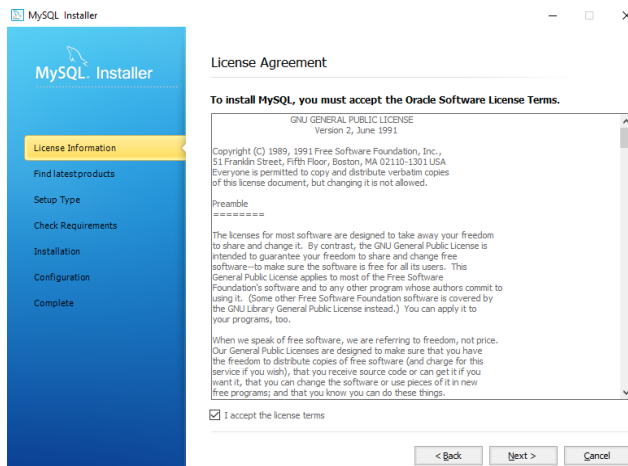 MySQL Installer
MySQL. Installer
License Information
Find latest products
Setup Type
Check Requirements
Installation
Configuration
Complete
License Agreement
To install MySQL, you must accept the Oracle Software License Terms.
GNU GENERAL PUBLIC LICENSE
Version 2, June 1991
Copyright (C) 1989, 1991 Free Software Foundation, Inc.,
51 Franklin Street, Fifth Floor, Boston, MA 02110-1301 USA
Everyone is permitted to copy and distribute verbatim copies
of this license document, but changing it is not allowed.
Preamble
========
The licenses for most software are designed to take away your freedom
to share and change it. By contrast, the GNU General Public License is
intended to guarantee your freedom to share and change free
software--to make sure the software is free for all its users. This
General Public License applies to most of the Free Software
Foundation's software and to any other program whose authors commit to
using it. (Some other Free Software Foundation software is covered by
the GNU Library General Public License instead.) You can apply it to
your programs, too.
When we speak of free software, we are referring to freedom, not price.
Our General Public Licenses are designed to make sure that you have
the freedom to distribute copies of free software (and charge for this
service if you wish), that you receive source code or can get it if you
want it, that you can change the software or use pieces of it in new
free programs; and that you know you can do these things.
I accept the license terms
< Back
Next >
Cancel